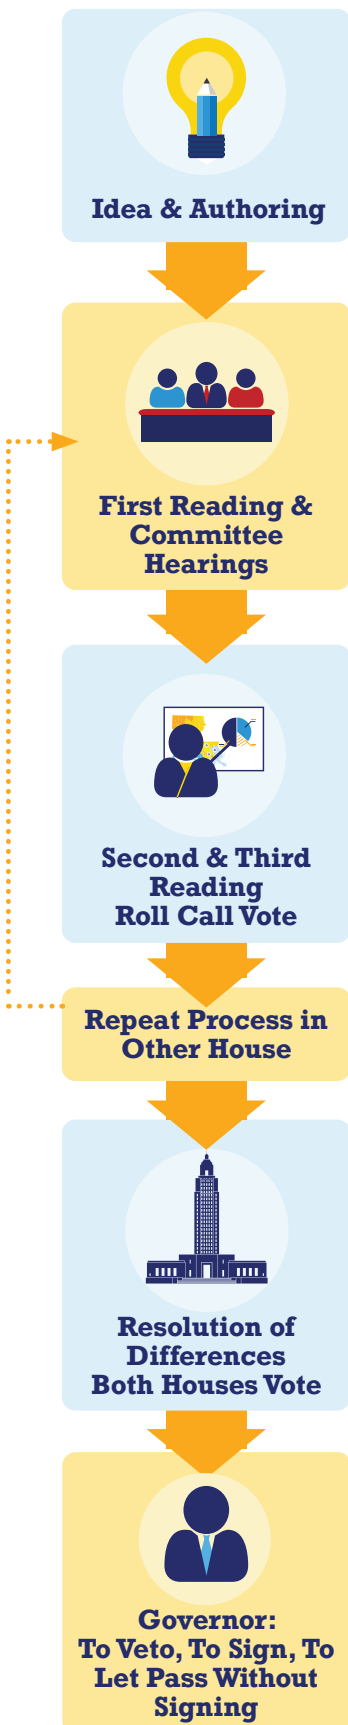 Idea & Authoring
First Reading &
Committee
Hearings
Second & Third
Reading
Roll Call Vote
Repeat Process in
Other House
Resolution of
Differences
Both Houses Vote
Governor:
To Veto, To Sign, To
Let Pass Without
Signing